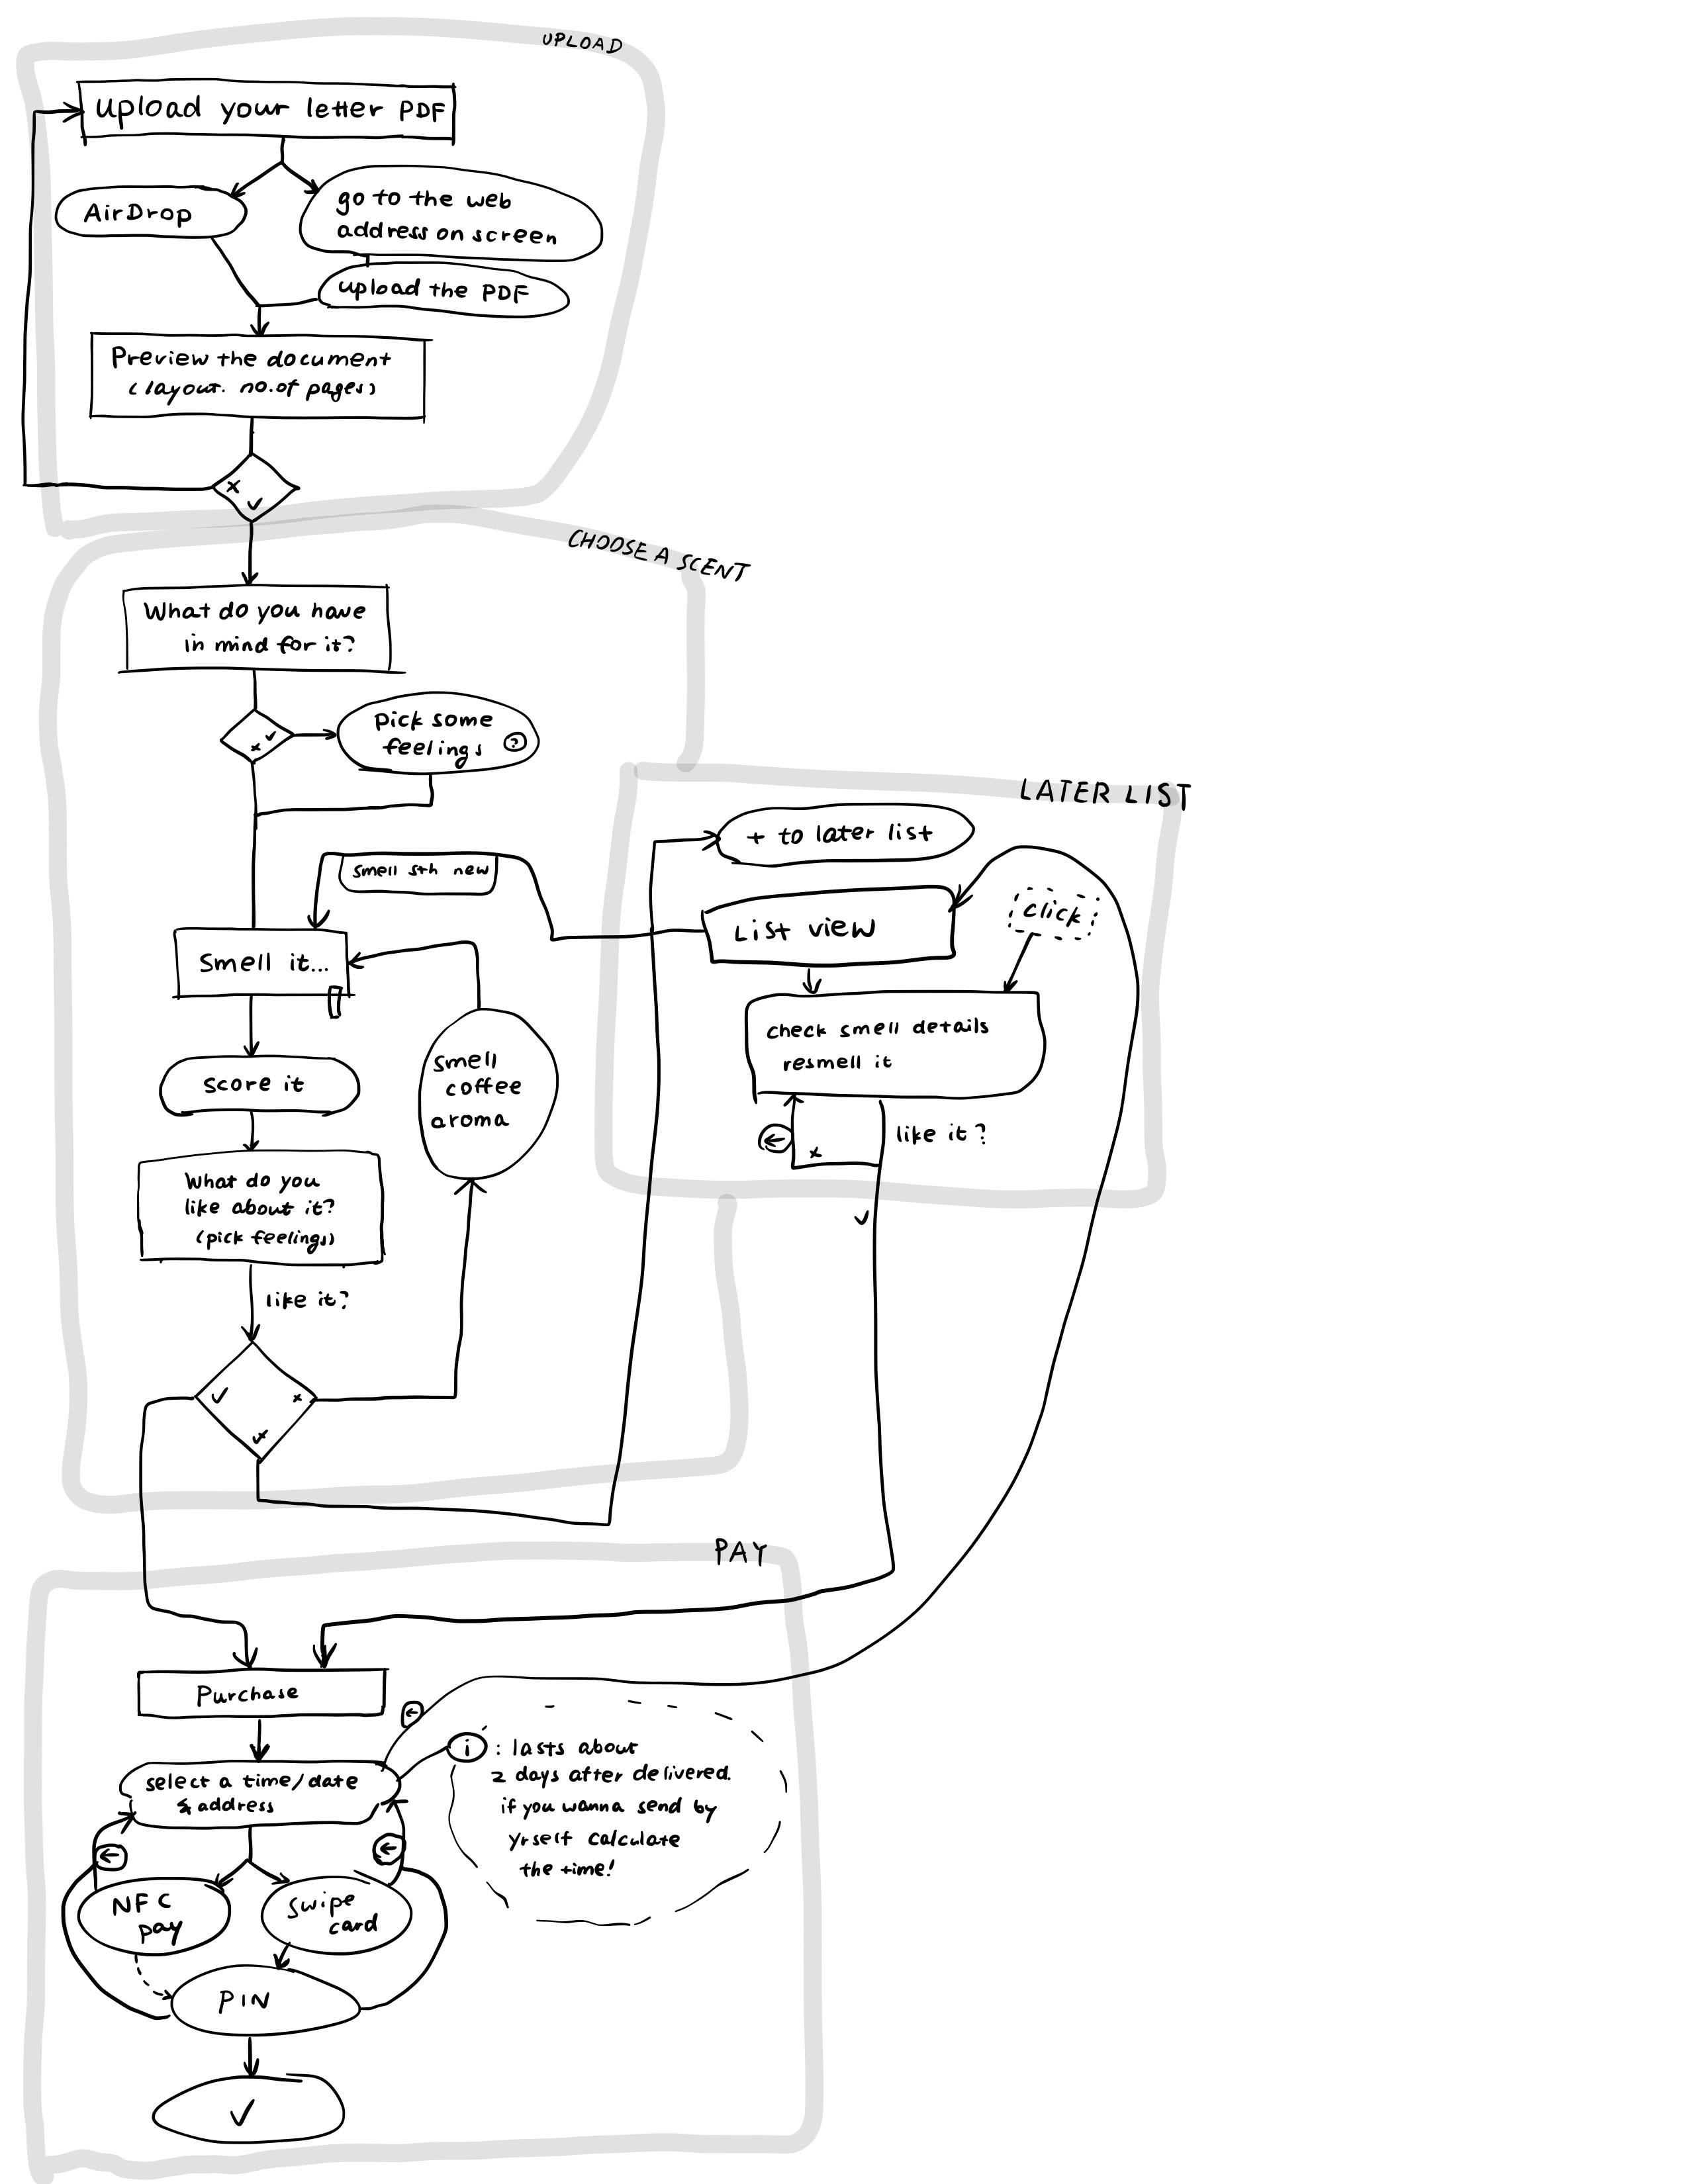 UPLOAD
Upload your letter PDF
AirDrop
go to the web
address on screen
upload the PDF
Preview the document
(layout. no.of pages)
CHOOSE A SCENT
What do you have
in mind for it?
Pick some
feelings ?
LATER LIST
+ to later list
smell sth new
List view
click
Smell it...
check smell details
resmell it
smell
coffee
aroma
score it
like it?
What do you
like about it?
(pick feelings)
like it?
PAY
Purchase
i : lasts about
2 days after delivered.
if you wanna send by
yrself calculate
the time!
select a time/date
& address
NFC
pay
Swipe
card
PIN